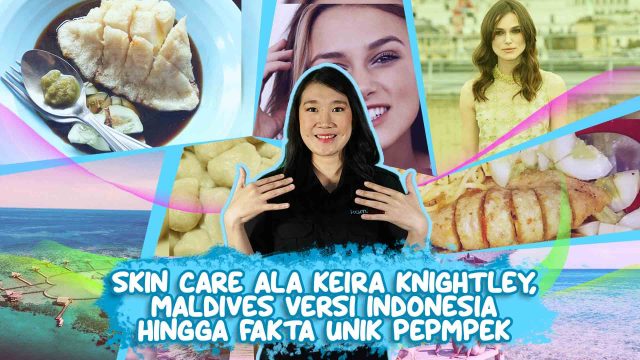 SKIN CARE ALA KEIRA KNIGHTLEY,
MALDIVES VERSI INDONESIA
HINGGA FAKTA UNIK PEPMPEK